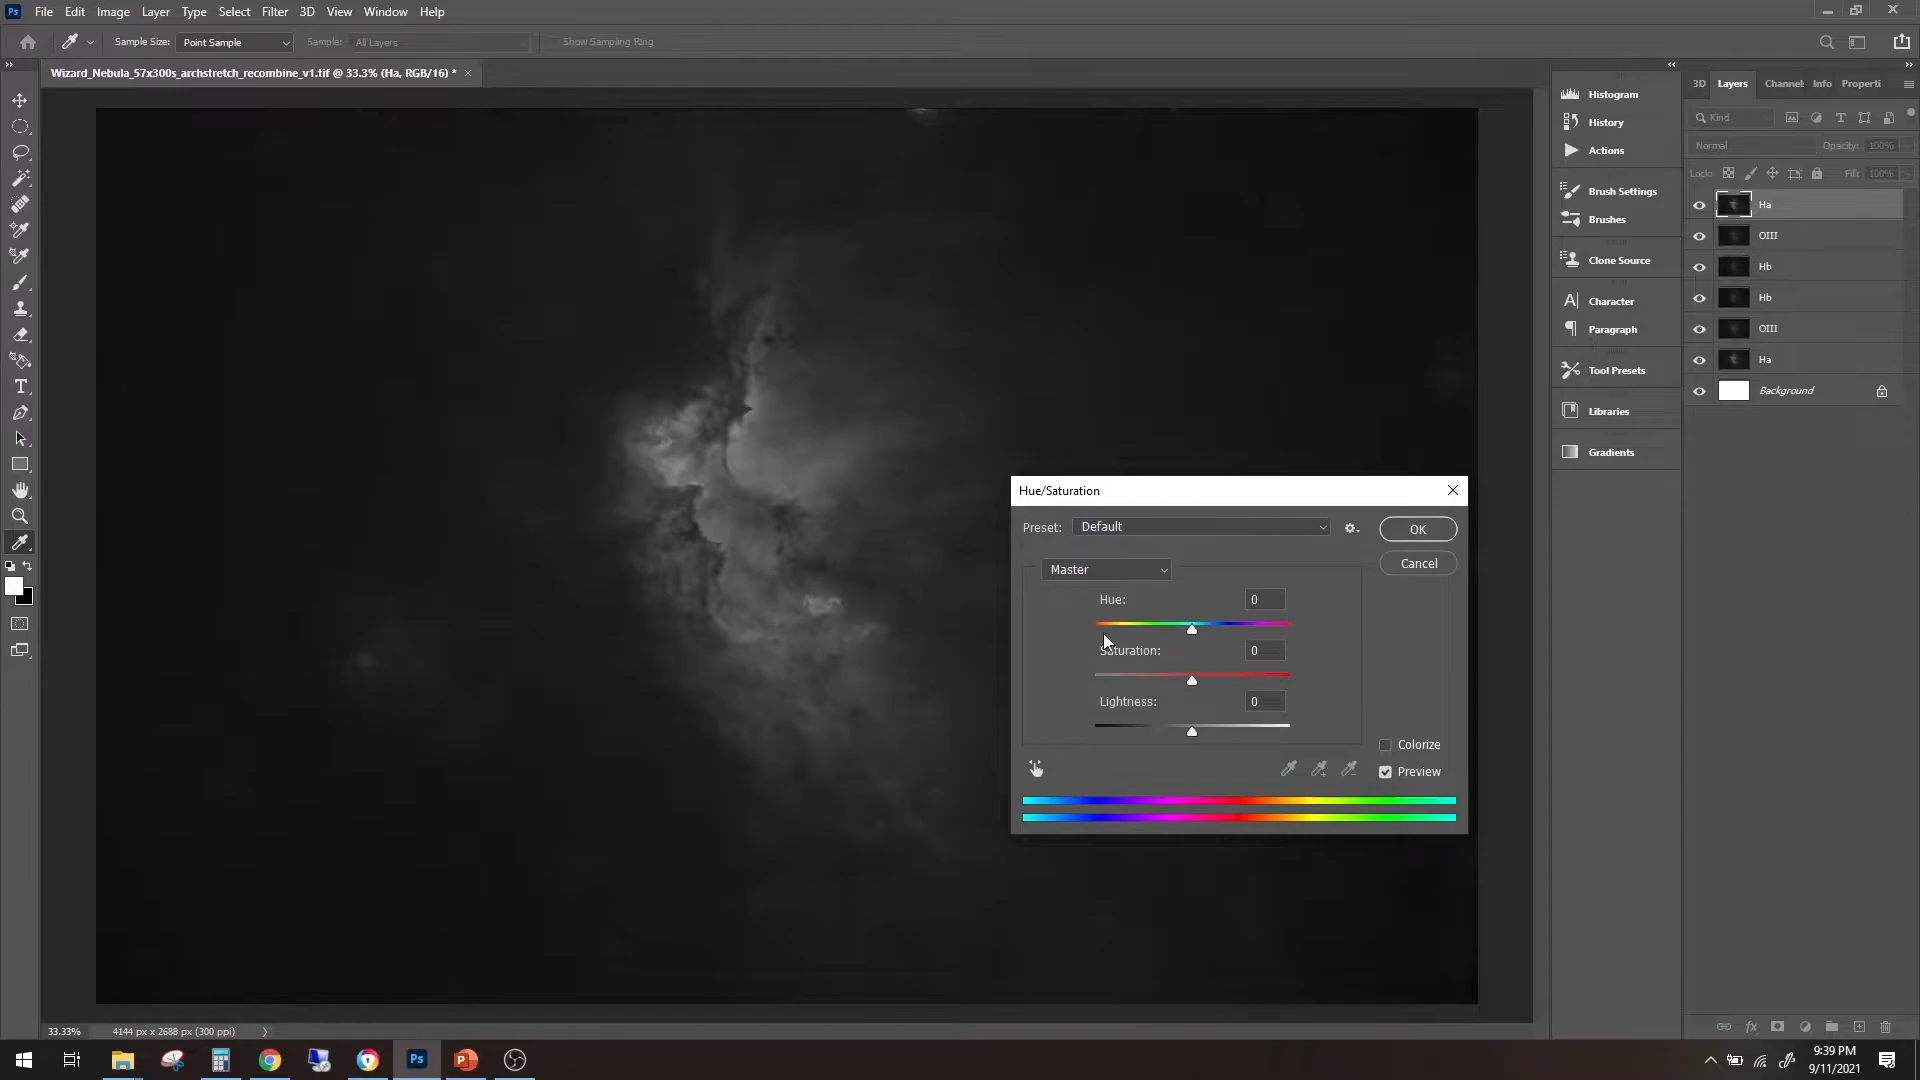 Ps File Edit Image Layer Type Select Filter 3D View Window Help
Sample Size: Point Sample Sample: All Layers Show Sampling Ring
Wizard_Nebula_57x300s_archstretch_recombine_v1.tif @ 33.3% (Ha, RGB/16) *
Histogram
History
Actions
Brush Settings
Brushes
Clone Source
Character
Paragraph
Tool Presets
Libraries
Gradients
3D Layers Channel Info Properti
Kind
Normal Opacity: 100%
Lock: Fill: 100%
Ha
OIII
Hb
Hb
OIII
Ha
Background
Hue/Saturation
Preset: Default OK
Cancel
Master
Hue: 0
Saturation: 0
Lightness: 0
Colorize
Preview
33.33% 4144 px x 2688 px (300 ppi)
Ps
P
9:39 PM
9/11/2021